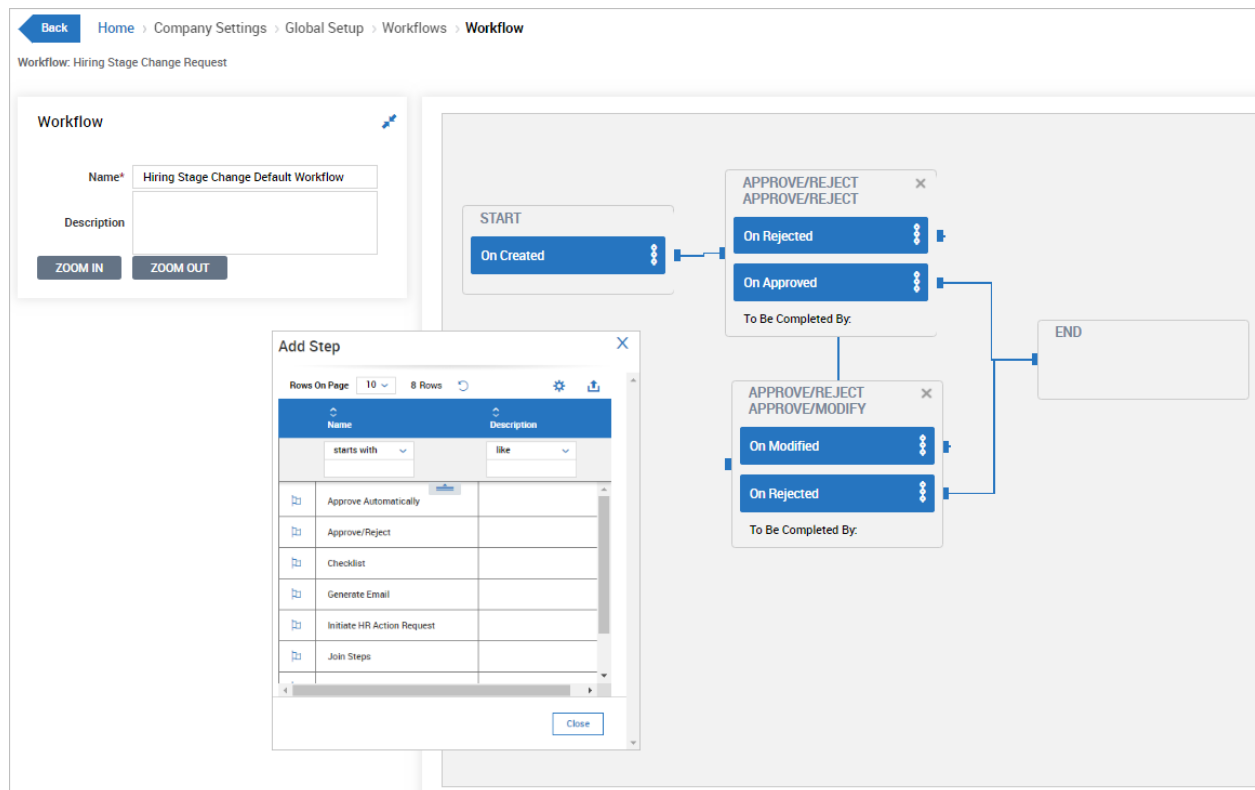 Back Home > Company Settings > Global Setup > Workflows > Workflow
Workflow: Hiring Stage Change Request
Workflow
Name* Hiring Stage Change Default Workflow
Description
ZOOM IN ZOOM OUT
START
On Created
APPROVE/REJECT
APPROVE/REJECT
On Rejected
On Approved
To Be Completed By:
END
APPROVE/REJECT
APPROVE/MODIFY
On Modified
On Rejected
To Be Completed By:
Add Step
Rows On Page 10 8 Rows
Name Description
starts with like
Approve Automatically
Approve/Reject
Checklist
Generate Email
Initiate HR Action Request
Join Steps
Close